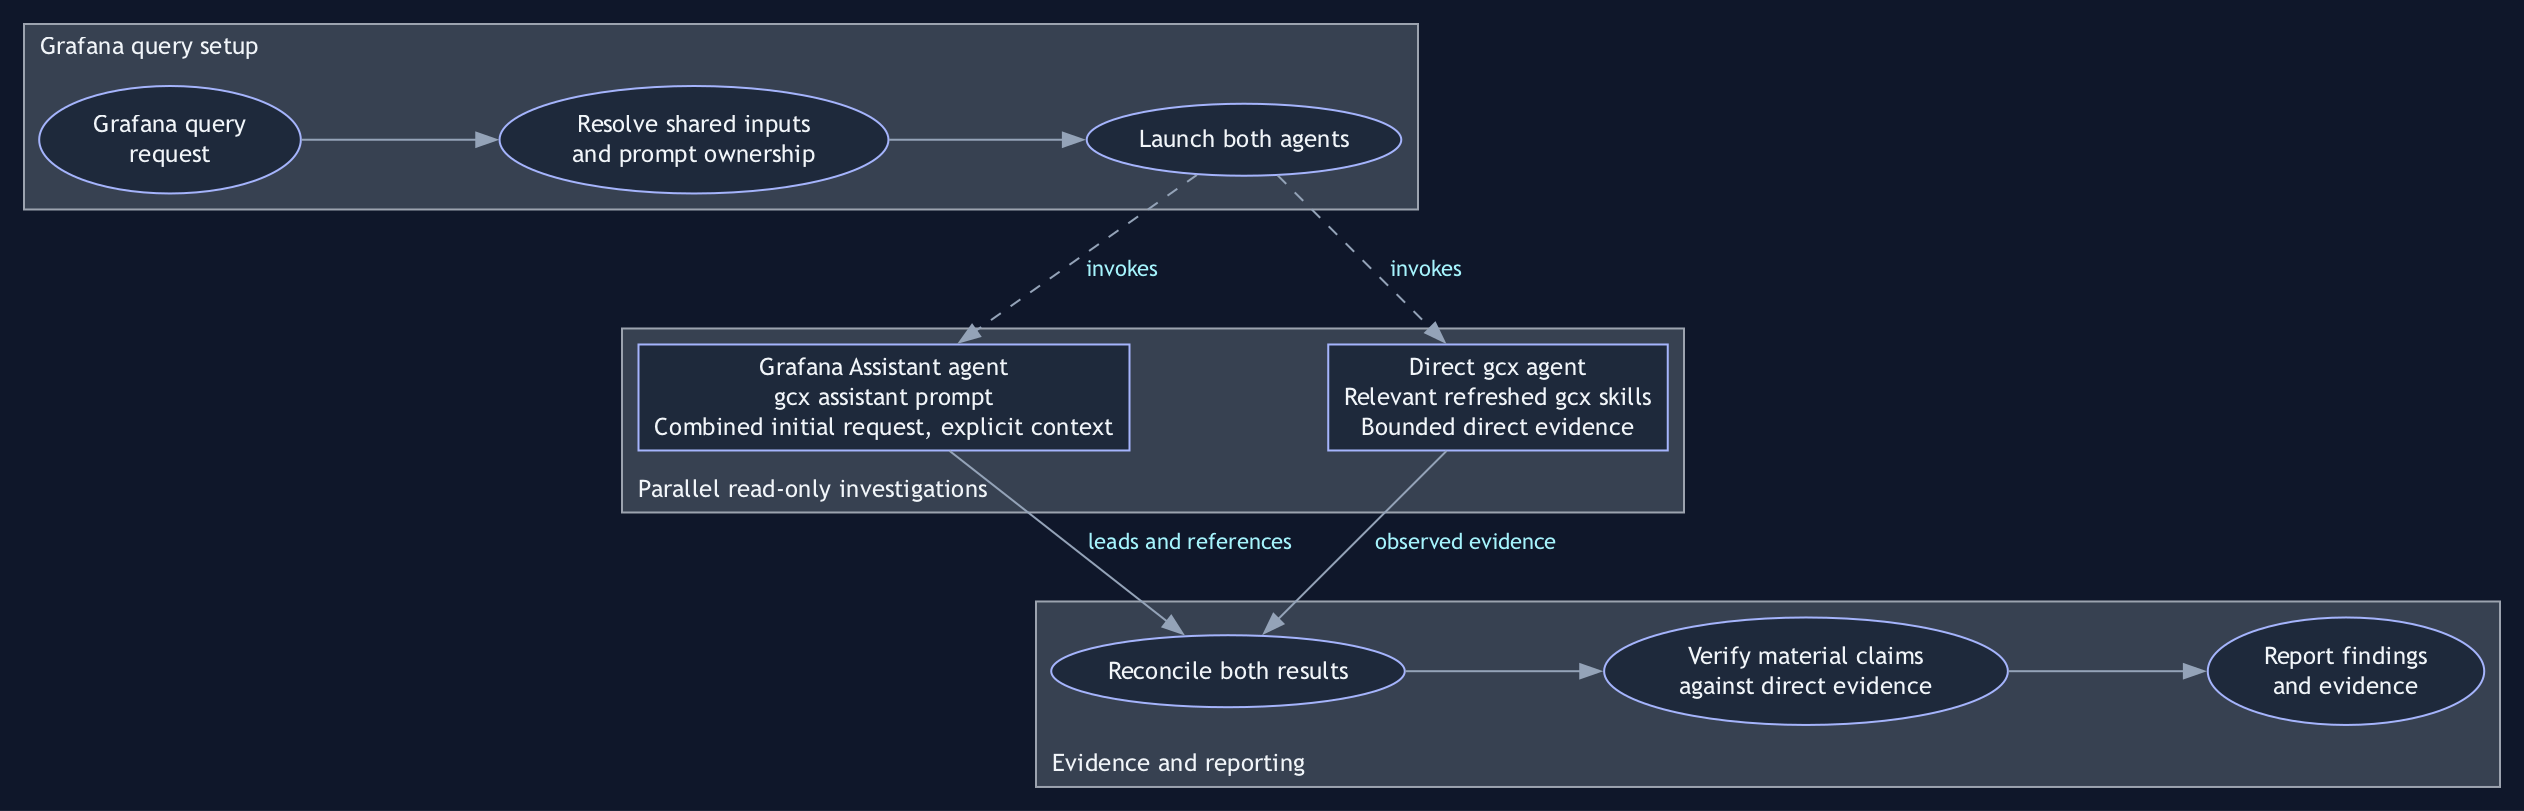 Grafana query setup
Grafana query
request
Resolve shared inputs
and prompt ownership
Launch both agents
invokes
invokes
Grafana Assistant agent
gcx assistant prompt
Combined initial request, explicit context
Direct gcx agent
Relevant refreshed gcx skills
Bounded direct evidence
Parallel read-only investigations
leads and references
observed evidence
Reconcile both results
Verify material claims
against direct evidence
Report findings
and evidence
Evidence and reporting